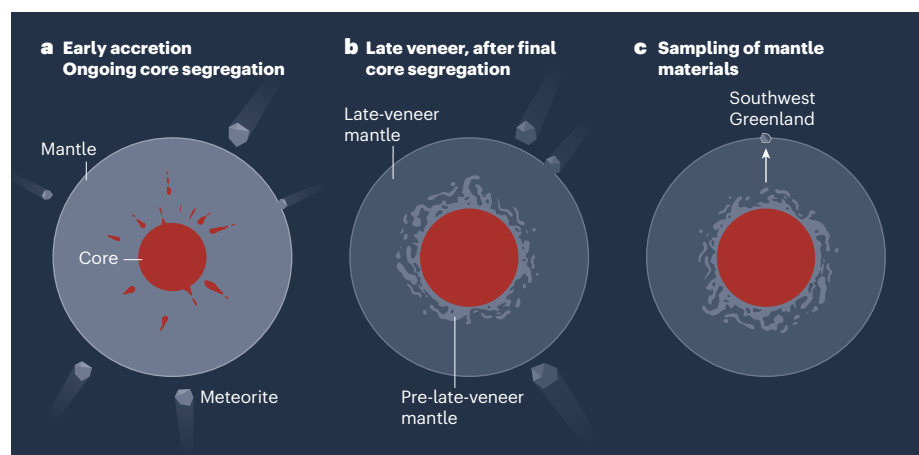 a Early accretion
Ongoing core segregation
Mantle
Core
Meteorite
b Late veneer, after final
core segregation
Late-veneer
mantle
Pre-late-veneer
mantle
c Sampling of mantle
materials
Southwest
Greenland